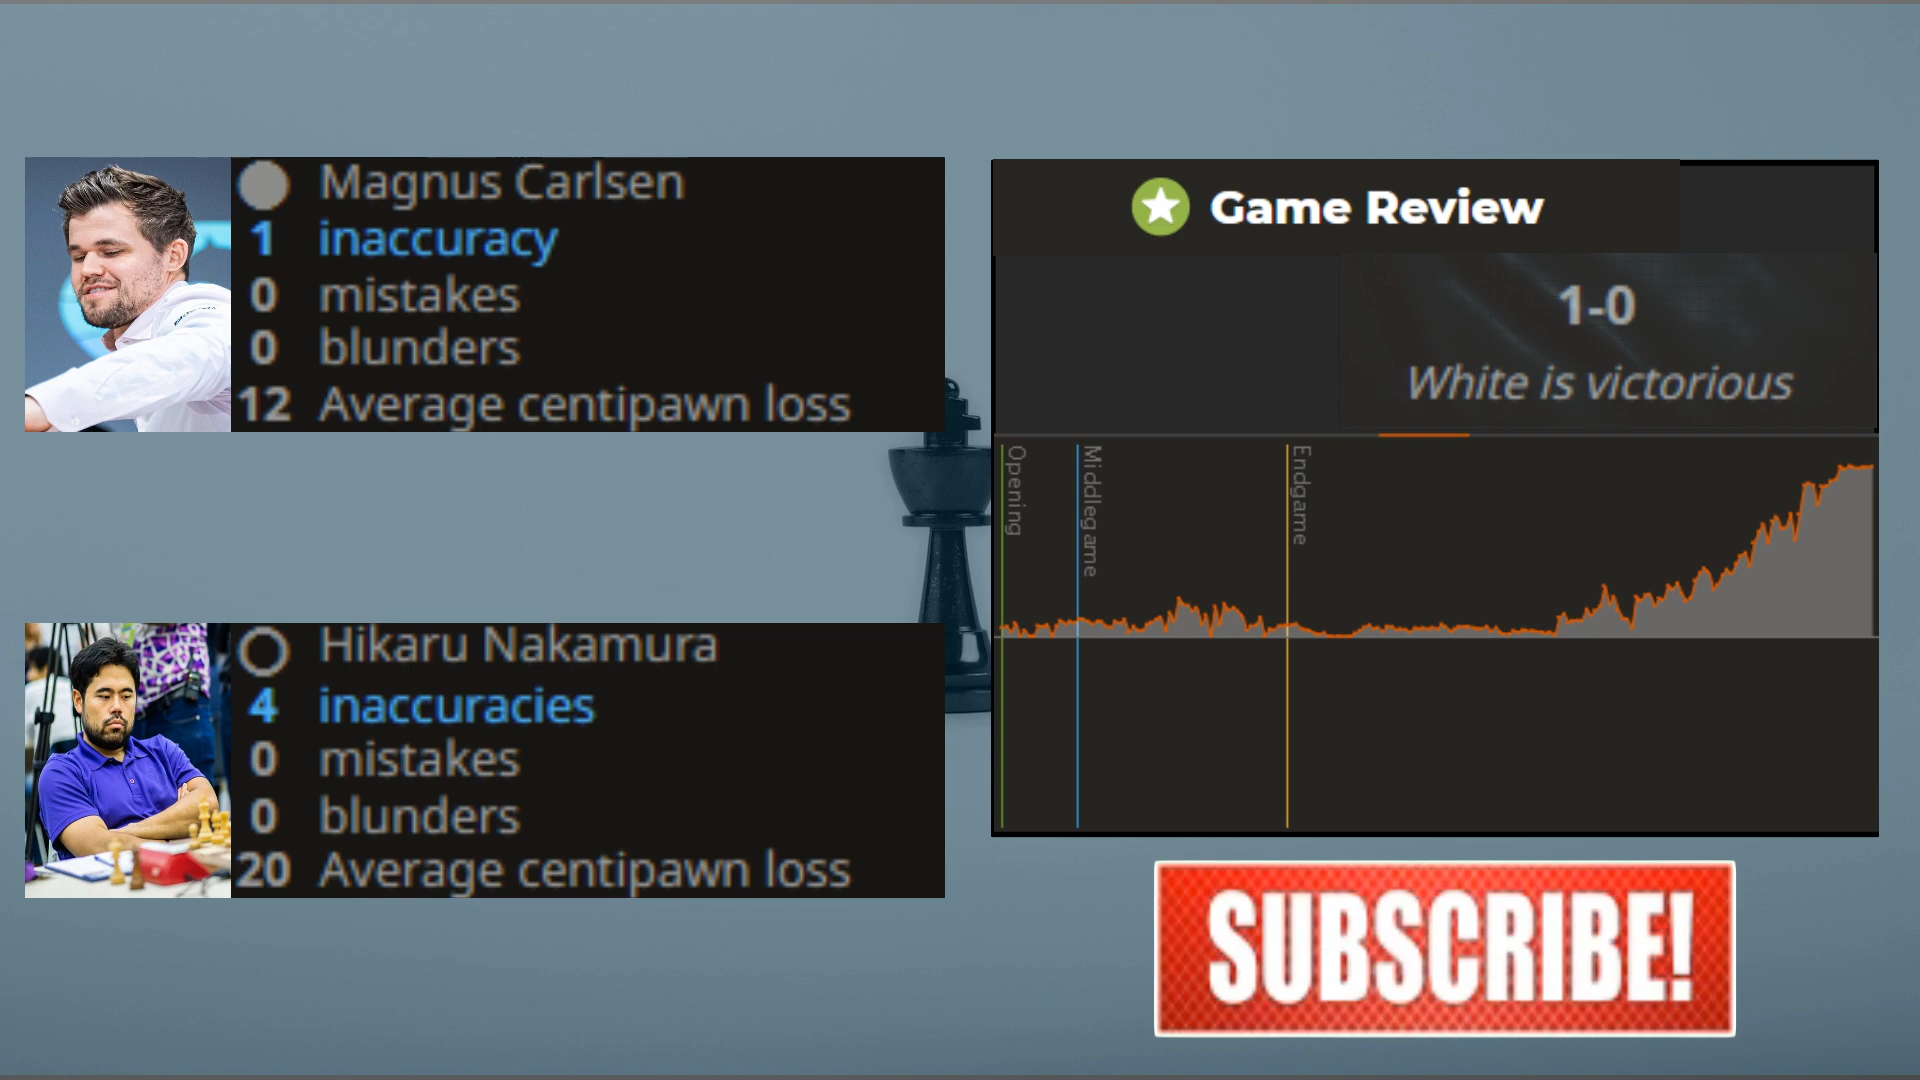 Magnus Carlsen
1 inaccuracy
0 mistakes
0 blunders
12 Average centipawn loss
Hikaru Nakamura
4 inaccuracies
0 mistakes
0 blunders
20 Average centipawn loss
Game Review
1-0
White is victorious
Opening
Middlegame
Endgame
SUBSCRIBE!